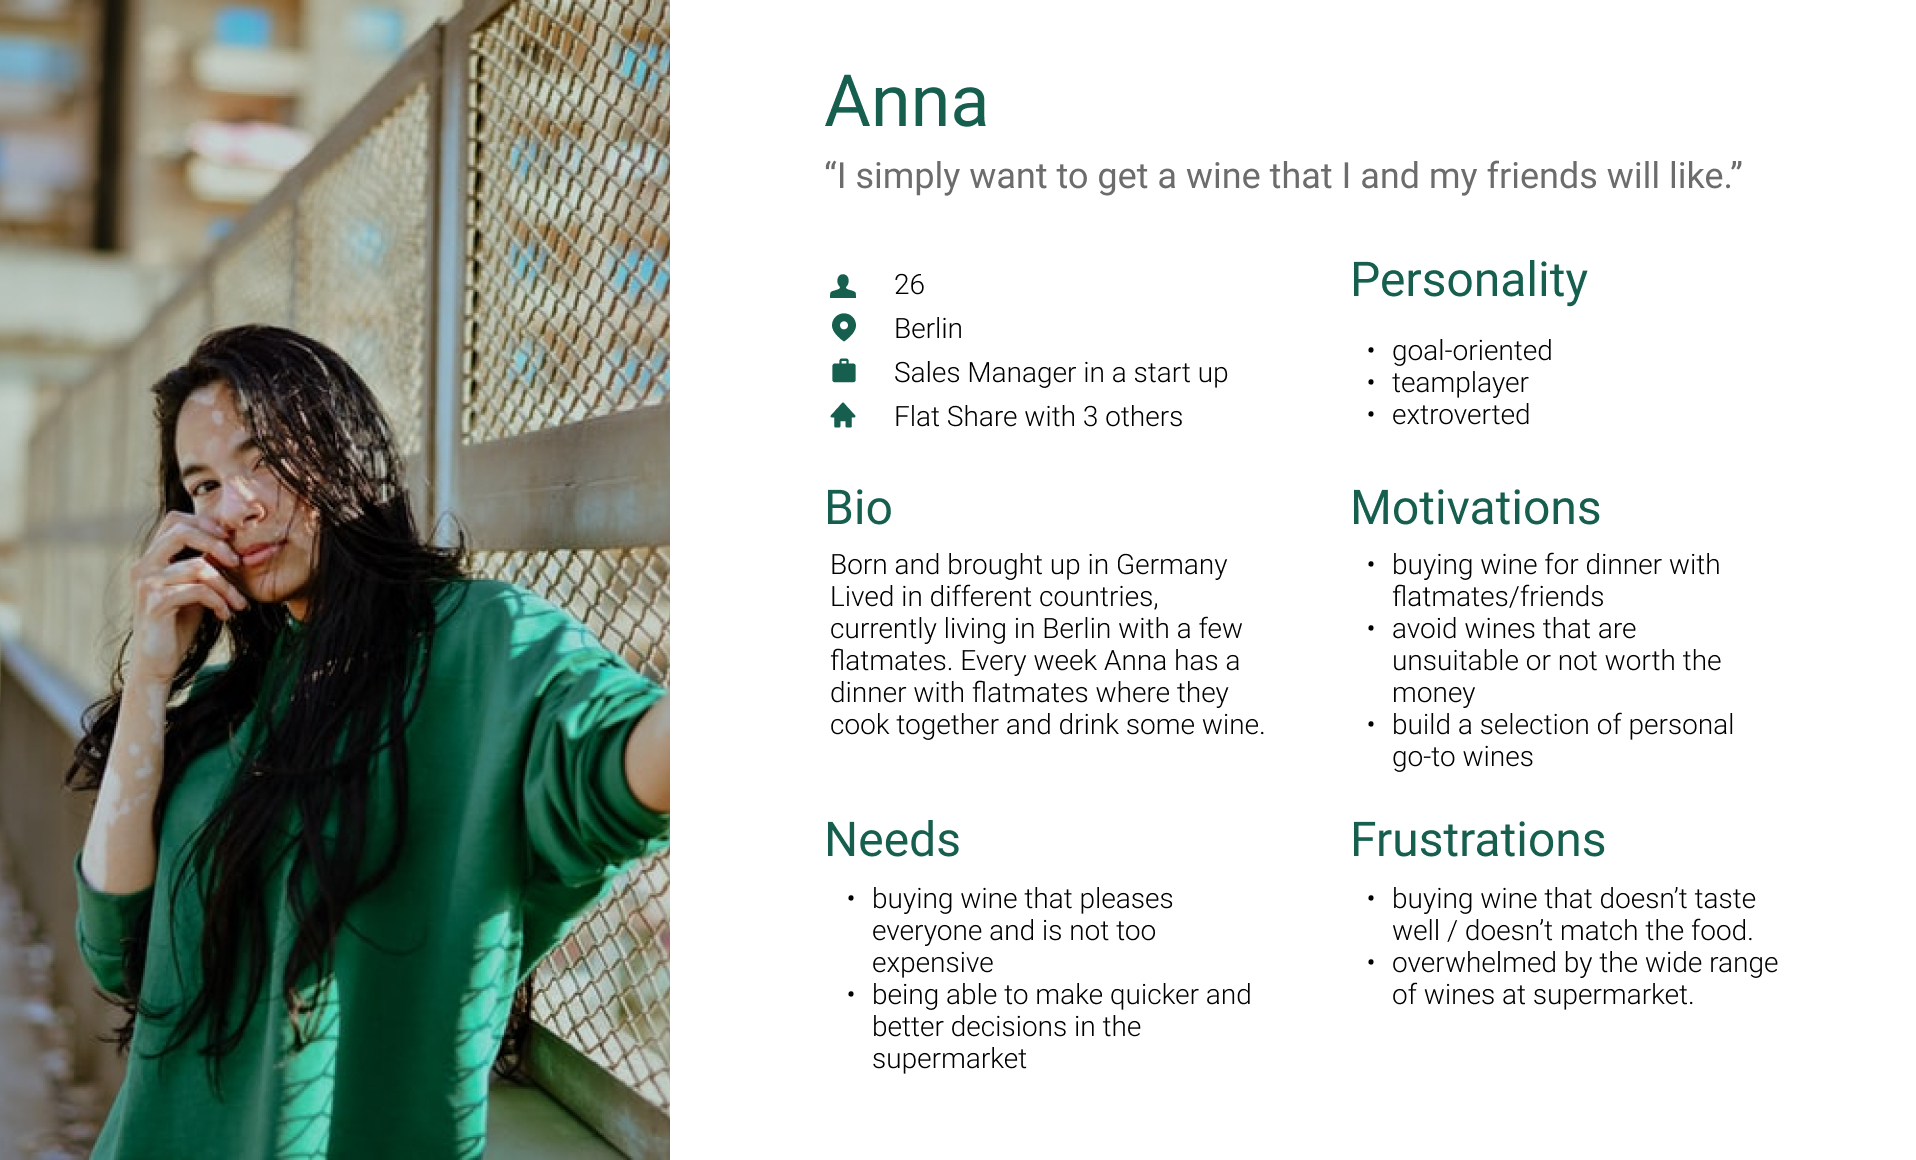 Anna
“I simply want to get a wine that I and my friends will like.”
26
Berlin
Sales Manager in a start up
Flat Share with 3 others
Personality
• goal-oriented
• teamplayer
• extroverted
Bio
Born and brought up in Germany
Lived in different countries,
currently living in Berlin with a few
flatmates. Every week Anna has a
dinner with flatmates where they
cook together and drink some wine.
Motivations
• buying wine for dinner with
flatmates/friends
• avoid wines that are
unsuitable or not worth the
money
• build a selection of personal
go-to wines
Needs
• buying wine that pleases
everyone and is not too
expensive
• being able to make quicker and
better decisions in the
supermarket
Frustrations
• buying wine that doesn’t taste
well / doesn’t match the food.
• overwhelmed by the wide range
of wines at supermarket.